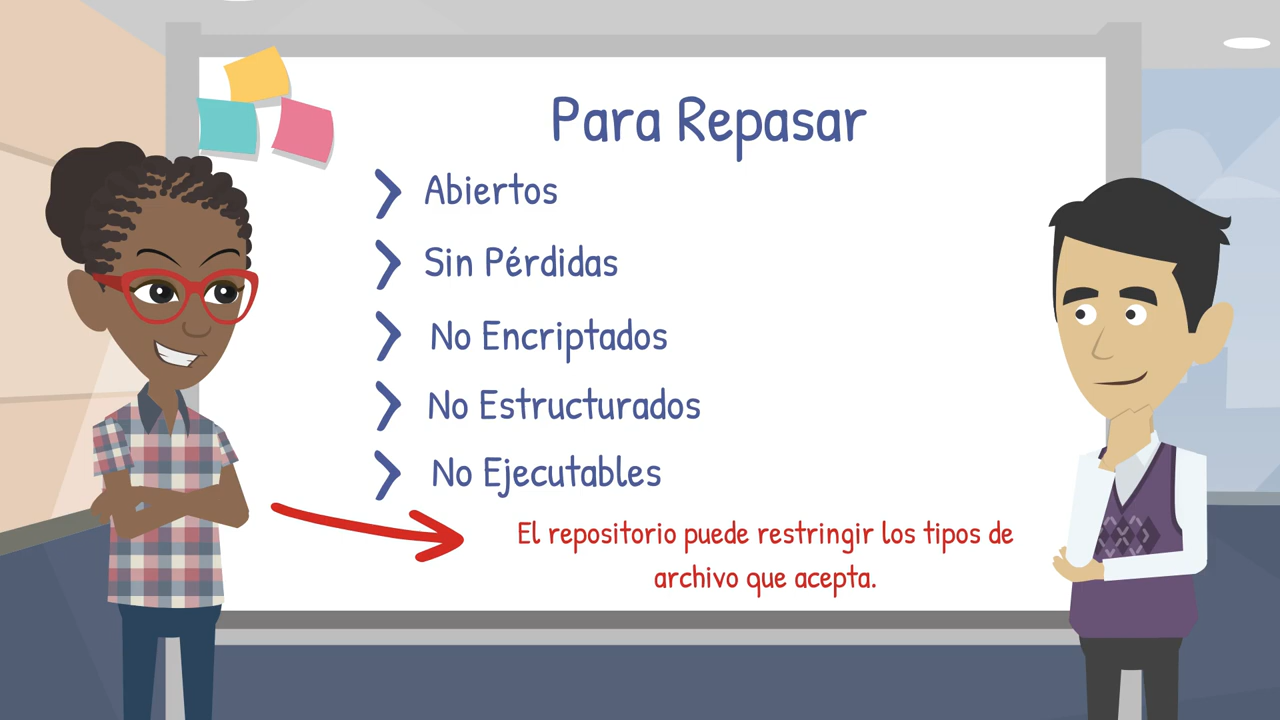 Para Repasar
Abiertos
Sin Pérdidas
No Encriptados
No Estructurados
No Ejecutables
El repositorio puede restringir los tipos de
archivo que acepta.